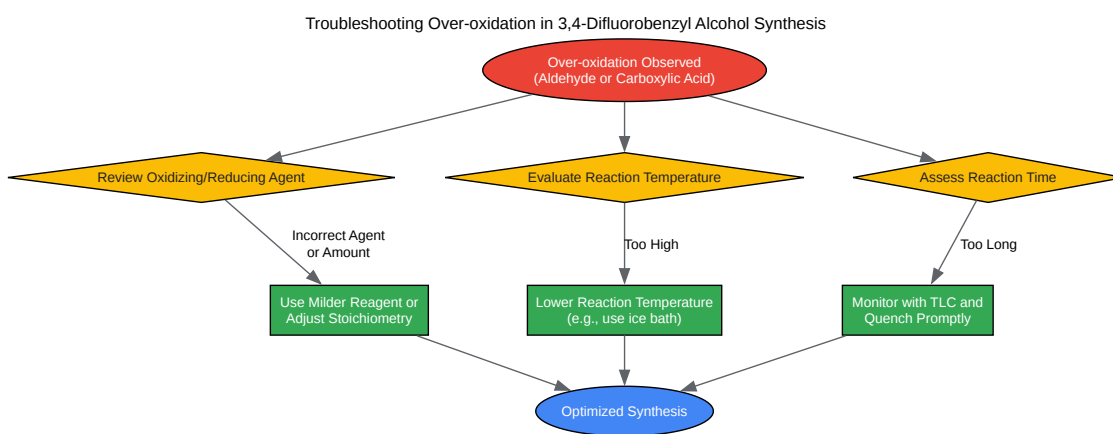 Troubleshooting Over-oxidation in 3,4-Difluorobenzyl Alcohol Synthesis
Over-oxidation Observed
(Aldehyde or Carboxylic Acid)
Review Oxidizing/Reducing Agent
Evaluate Reaction Temperature
Assess Reaction Time
Incorrect Agent
or Amount
Too High
Too Long
Use Milder Reagent or
Adjust Stoichiometry
Lower Reaction Temperature
(e.g., use ice bath)
Monitor with TLC and
Quench Promptly
Optimized Synthesis